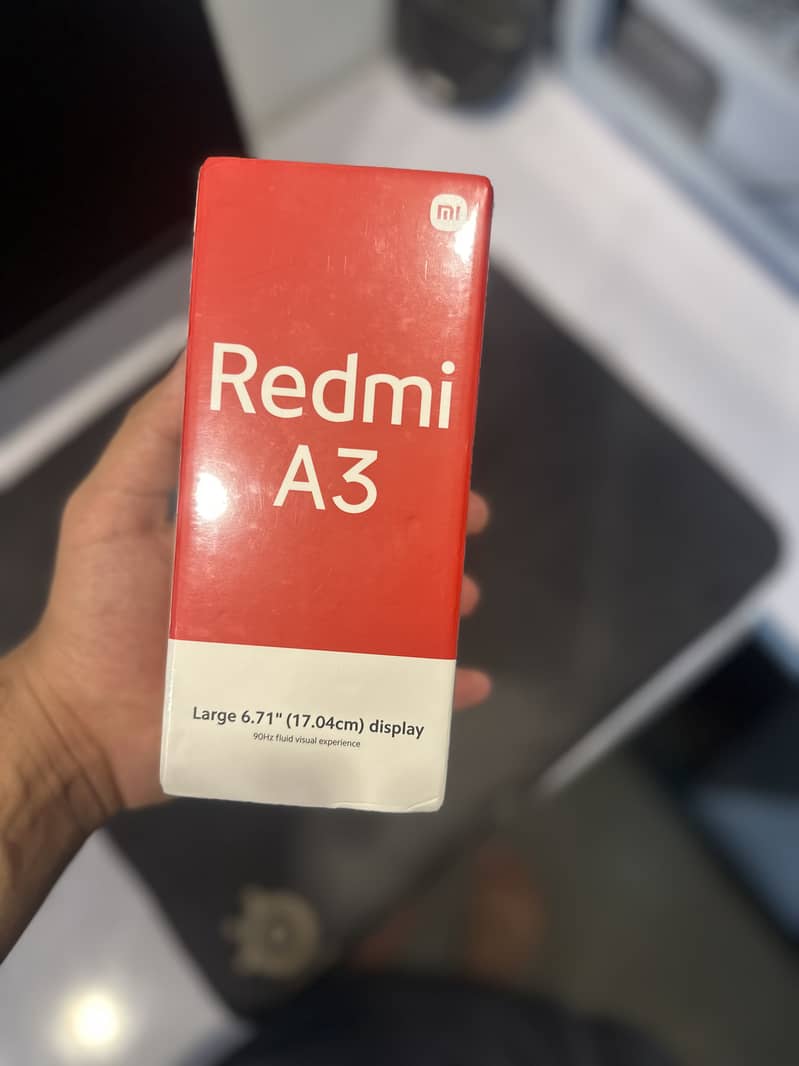 mi
Redmi
A3
Large 6.71" (17.04cm) display
90Hz fluid visual experience